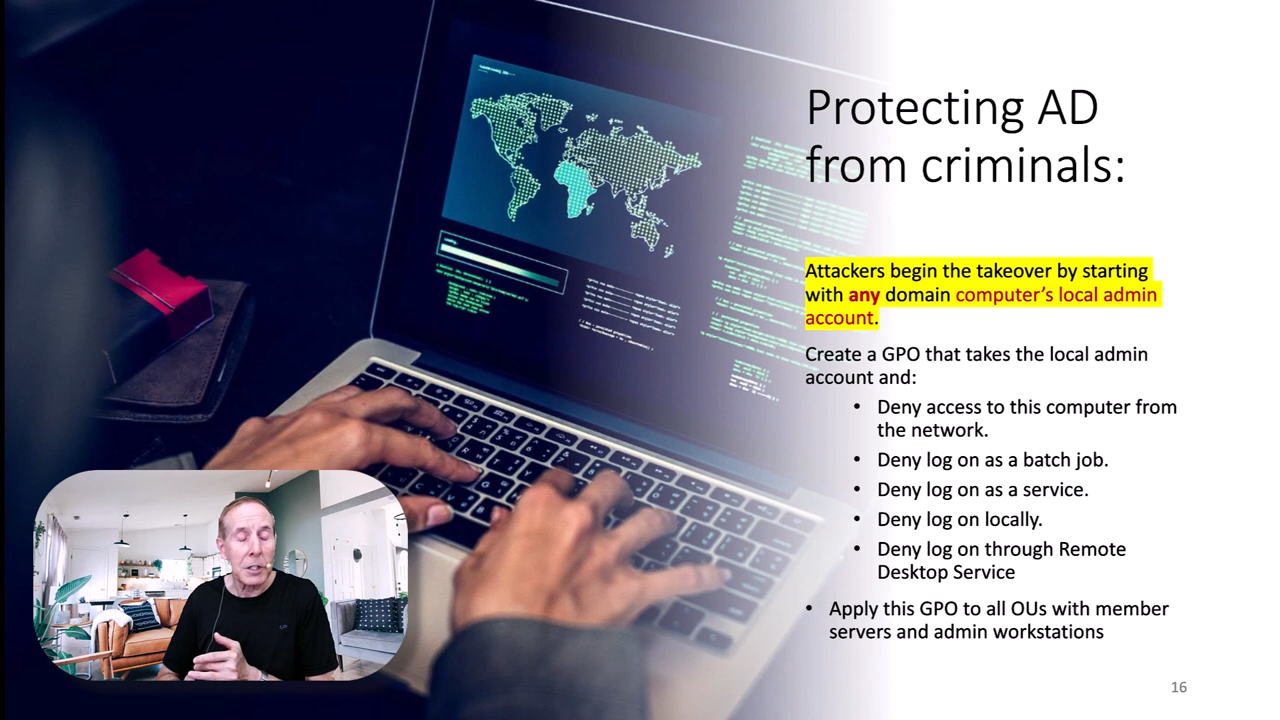 Protecting AD
from criminals:
Attackers begin the takeover by starting
with any domain computer's local admin
account.
Create a GPO that takes the local admin
account and:
• Deny access to this computer from
the network.
• Deny log on as a batch job.
• Deny log on as a service.
• Deny log on locally.
• Deny log on through Remote
Desktop Service
• Apply this GPO to all OUs with member
servers and admin workstations
16